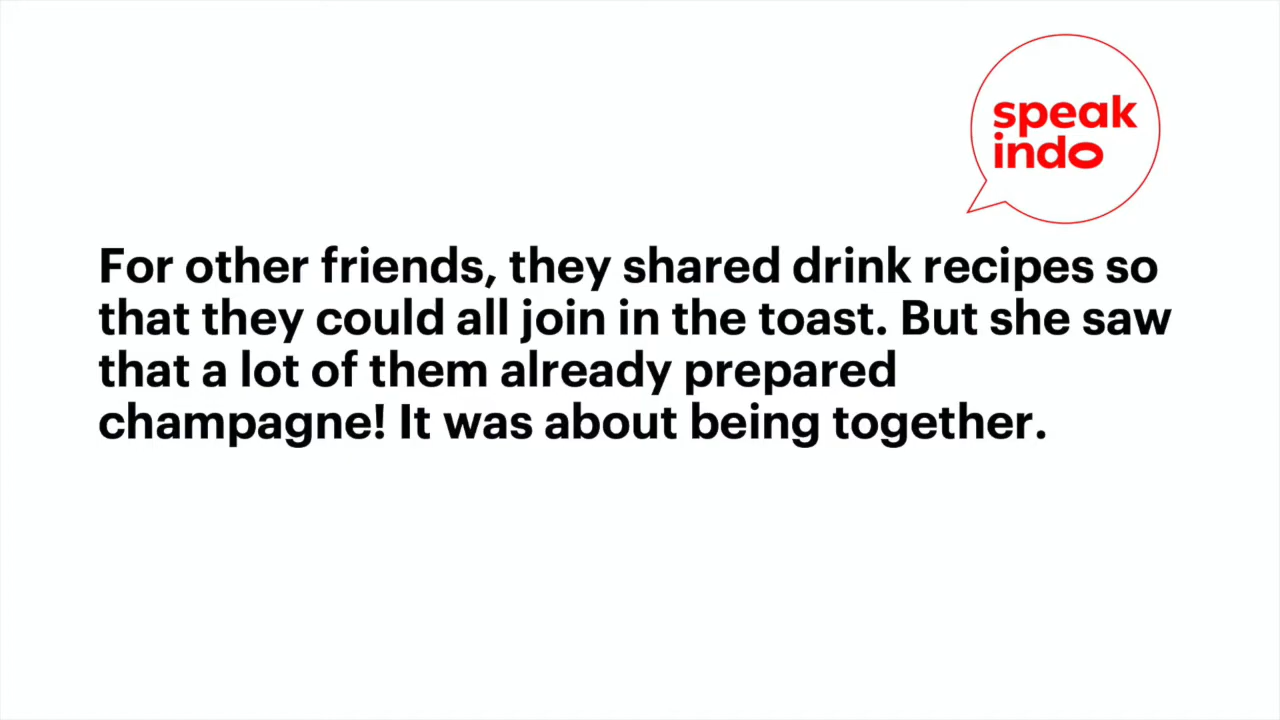 speak
indo
For other friends, they shared drink recipes so
that they could all join in the toast. But she saw
that a lot of them already prepared
champagne! It was about being together.